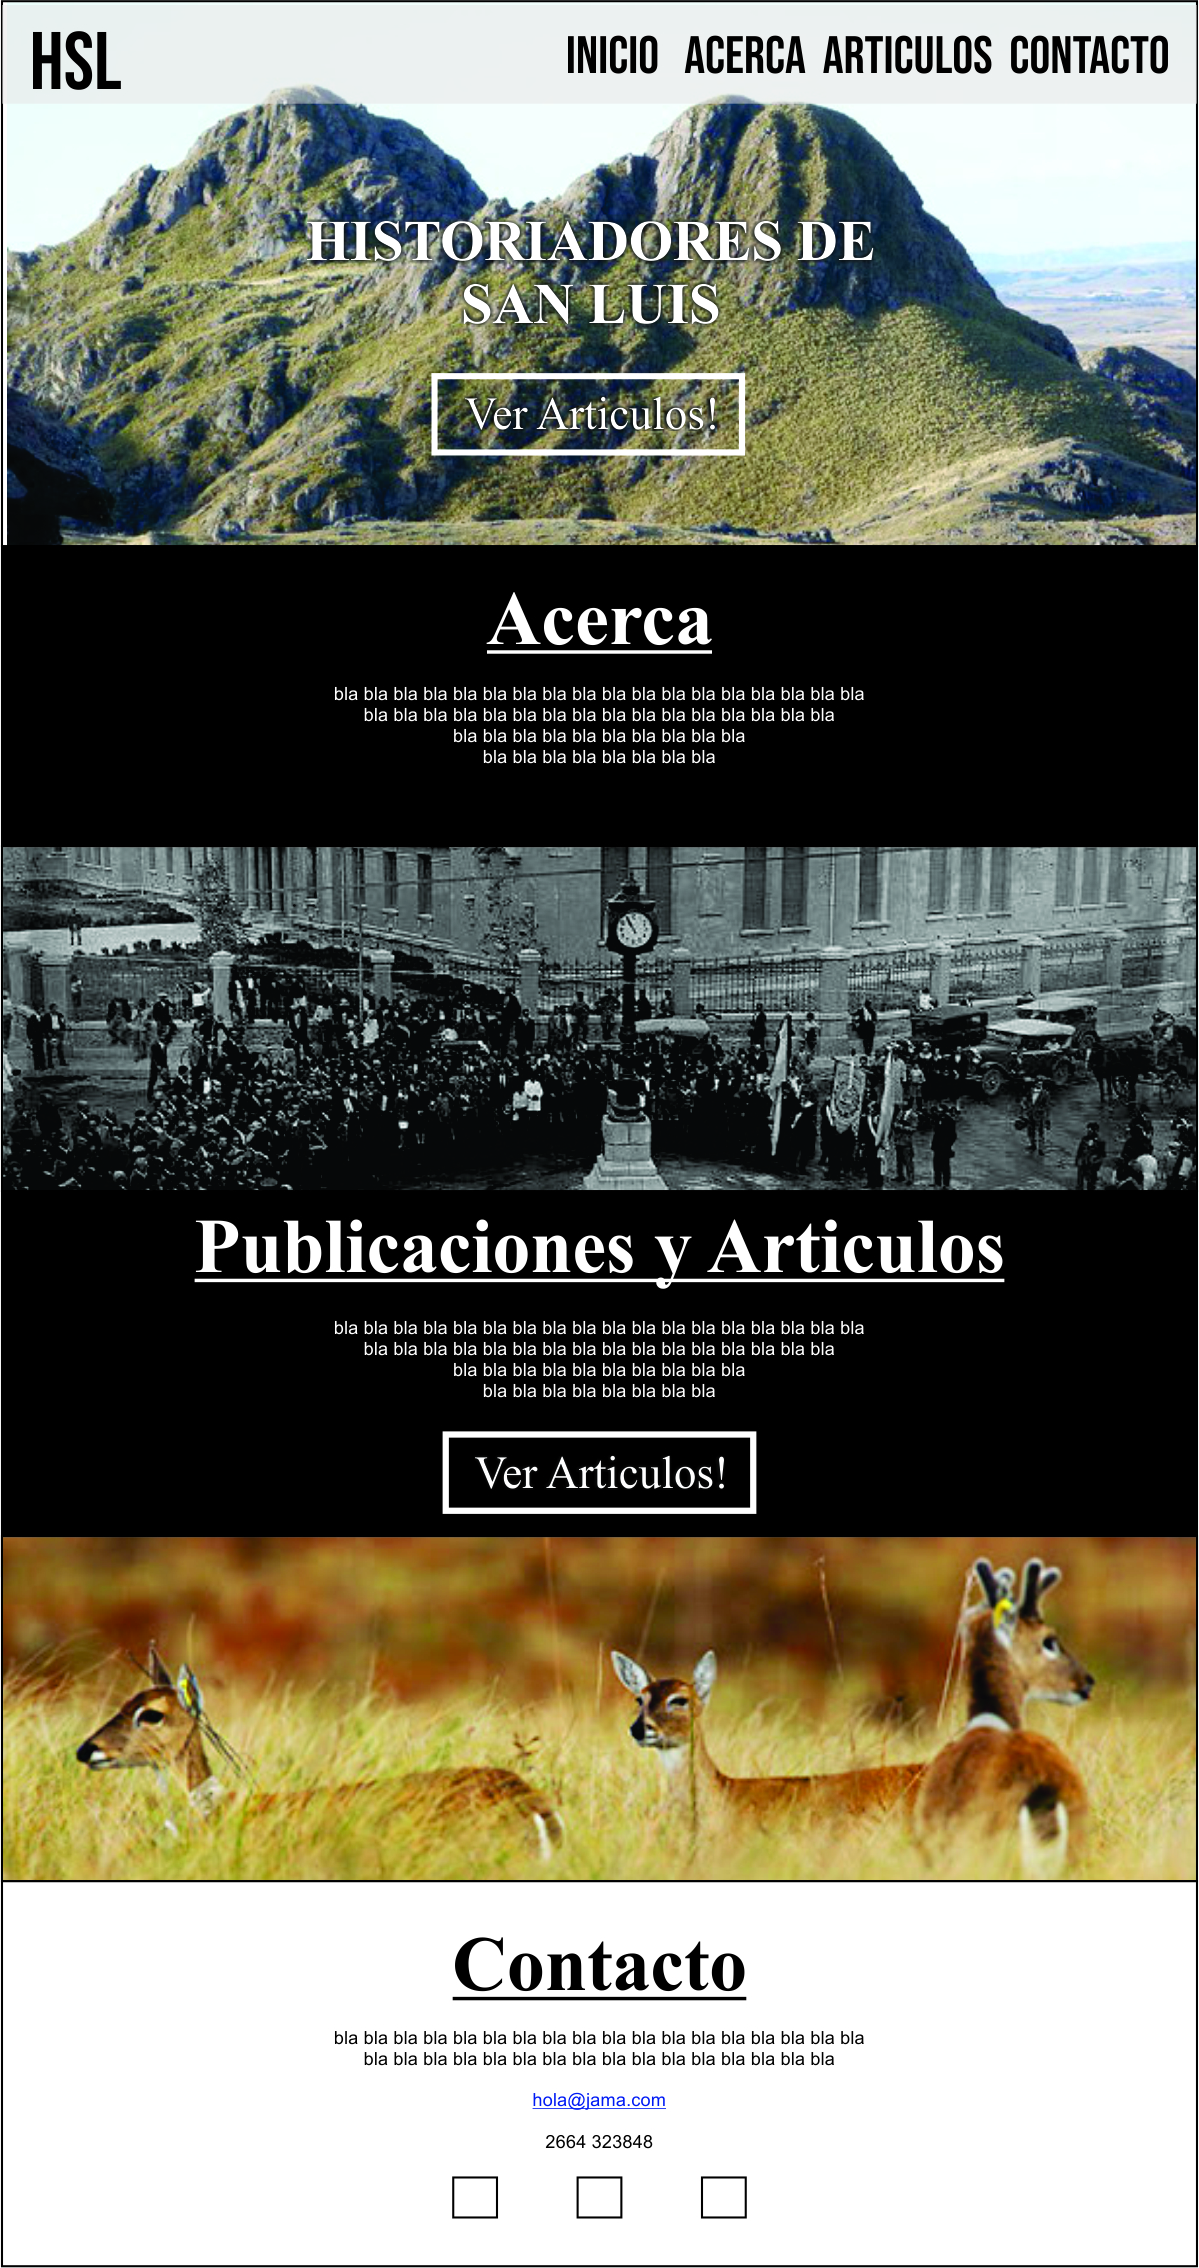 HSL
INICIO ACERCA ARTICULOS CONTACTO
HISTORIADORES DE
SAN LUIS
Ver Articulos!
Acerca
bla bla bla bla bla bla bla bla bla bla bla bla bla bla bla bla bla bla
bla bla bla bla bla bla bla bla bla bla bla bla bla bla bla bla
bla bla bla bla bla bla bla bla bla bla
bla bla bla bla bla bla bla bla
Publicaciones y Articulos
bla bla bla bla bla bla bla bla bla bla bla bla bla bla bla bla bla bla
bla bla bla bla bla bla bla bla bla bla bla bla bla bla bla bla
bla bla bla bla bla bla bla bla bla bla
bla bla bla bla bla bla bla bla
Ver Articulos!
Contacto
bla bla bla bla bla bla bla bla bla bla bla bla bla bla bla bla bla bla
bla bla bla bla bla bla bla bla bla bla bla bla bla bla bla bla
hola@jama.com
2664 323848